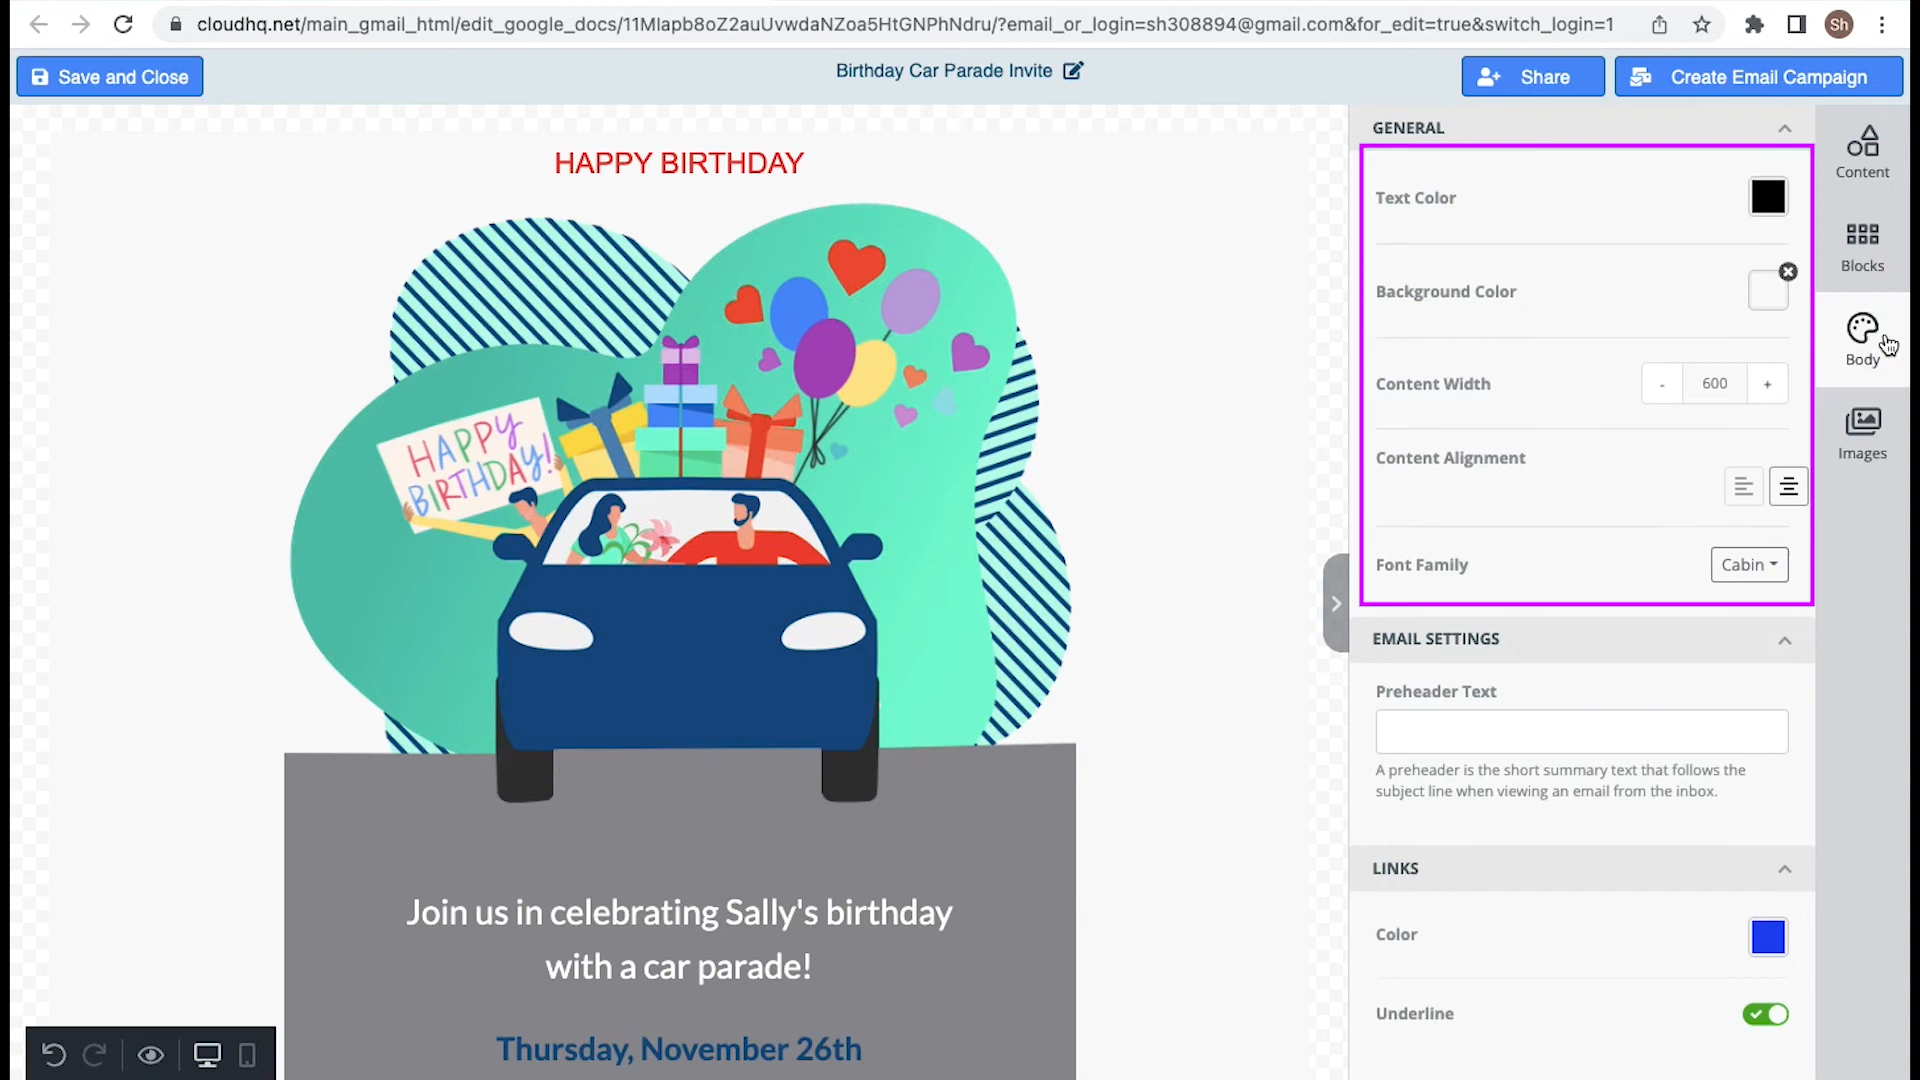 cloudhq.net/main_gmail_html/edit_google_docs/11MIapb8oZ2auUvwdaNZoa5HtGNPhNdru/?email_or_login=sh308894@gmail.com&for_edit=true&switch_login=1
Sh
Save and Close
Birthday Car Parade Invite
Share
Create Email Campaign
HAPPY BIRTHDAY
HAPPY
BIRTHDAY!
Join us in celebrating Sally's birthday
with a car parade!
Thursday, November 26th
GENERAL
Text Color
Background Color
Content Width
- 600 +
Content Alignment
Font Family
Cabin
EMAIL SETTINGS
Preheader Text
A preheader is the short summary text that follows the
subject line when viewing an email from the inbox.
LINKS
Color
Underline
Content
Blocks
Body
Images